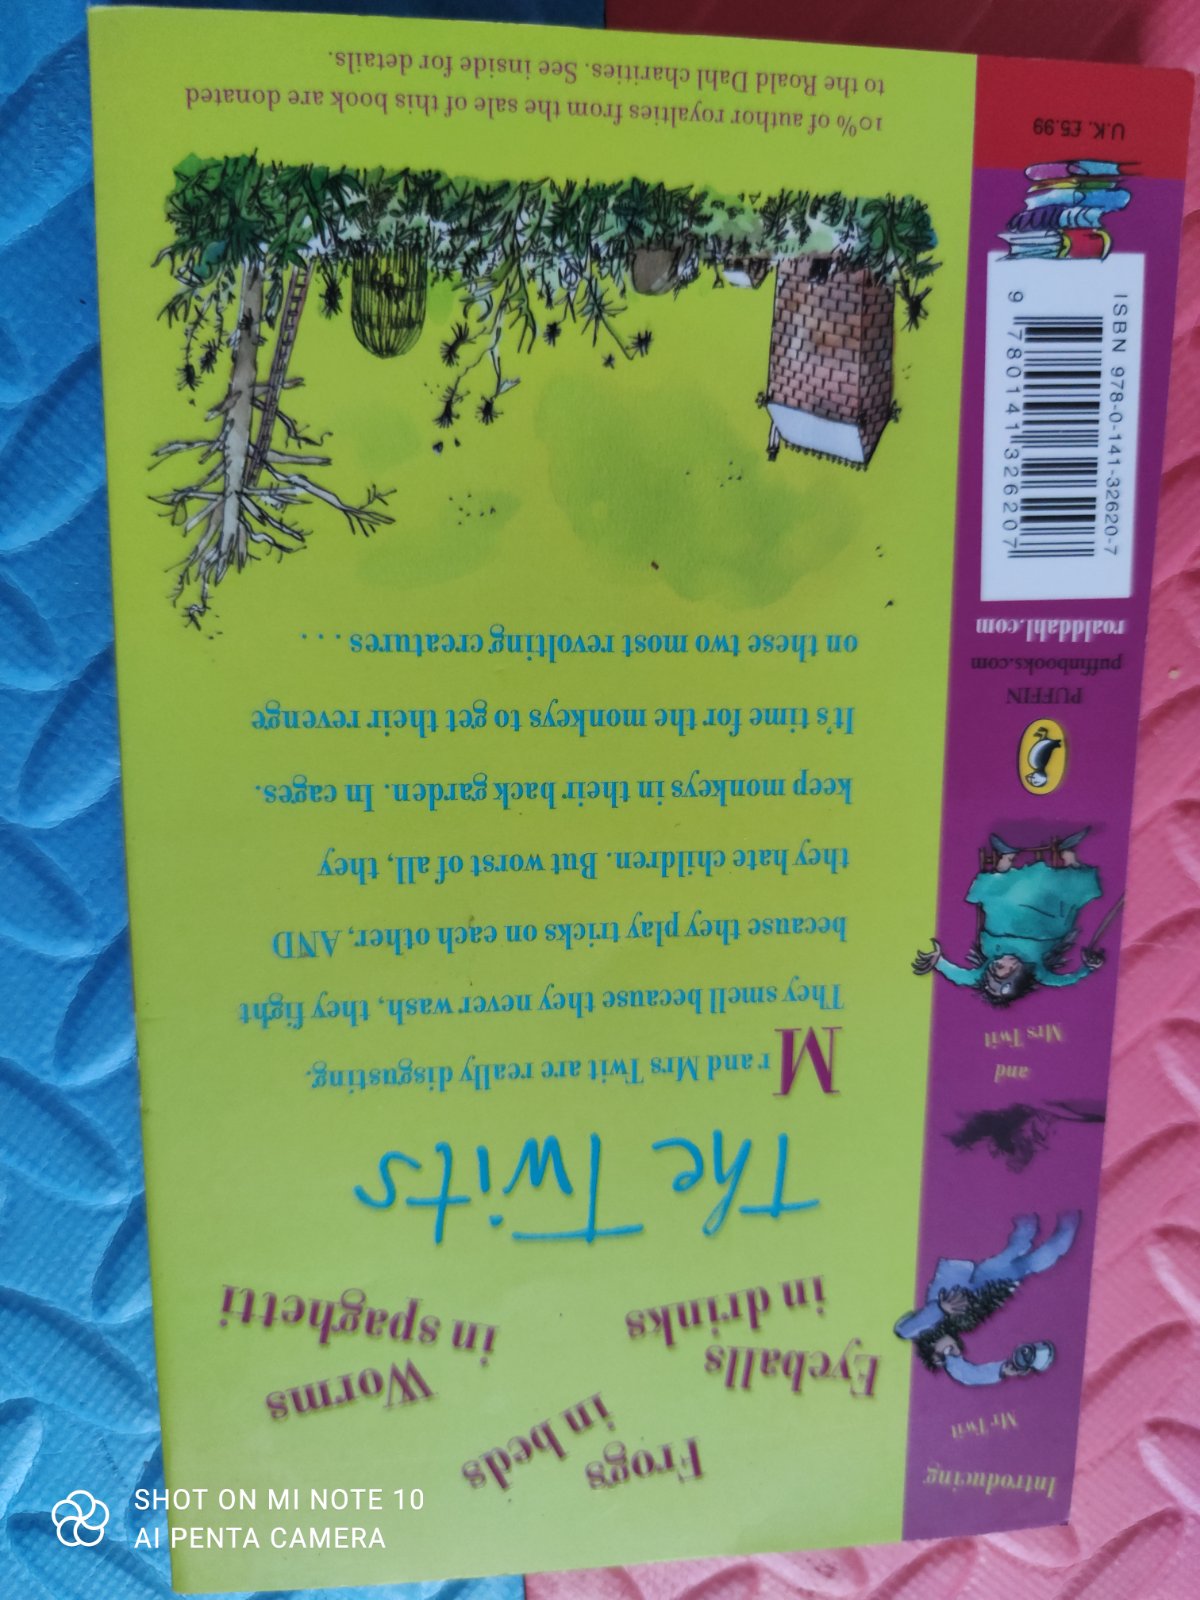 Frogs
in beds
Eyeballs
in drinks
Worms
in spaghetti
The Twits
Mr and Mrs Twit are really disgusting.
They smell because they never wash, they fight
because they play tricks on each other, AND
they hate children. But worst of all, they
keep monkeys in their back garden. In cages.
It's time for the monkeys to get their revenge
on these two most revolting creatures . . .
10% of author royalties from the sale of this book are donated
to the Roald Dahl charities. See inside for details.
Introducing
Mr Twit
and
Mrs Twit
PUFFIN
puffinbooks.com
roalddahl.com
ISBN 978-0-141-32620-7
9 780141 326207
U.K. £5.99
SHOT ON MI NOTE 10
AI PENTA CAMERA